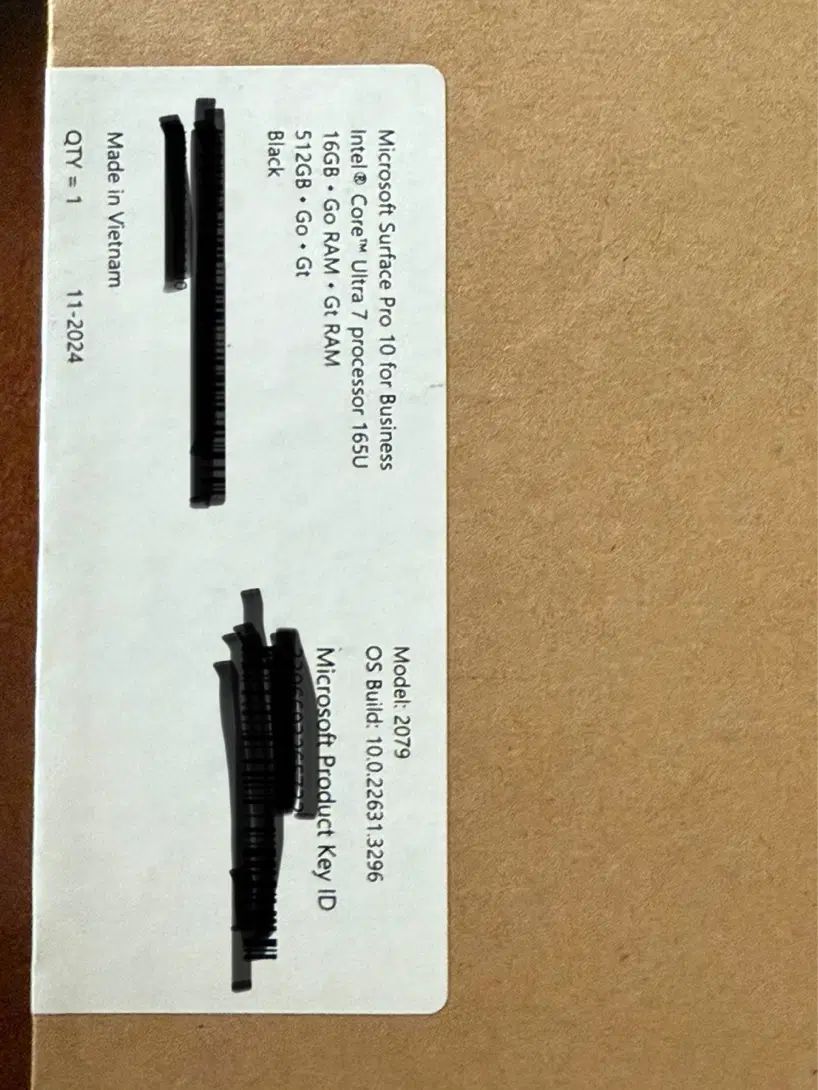 Microsoft Surface Pro 10 for Business
Intel® Core™ Ultra 7 processor 165U
16GB • Go RAM • Gt RAM
512GB • Go • Gt
Black
Made in Vietnam
QTY = 1 11-2024
Model: 2079
OS Build: 10.0.22631.3296
Microsoft Product Key ID